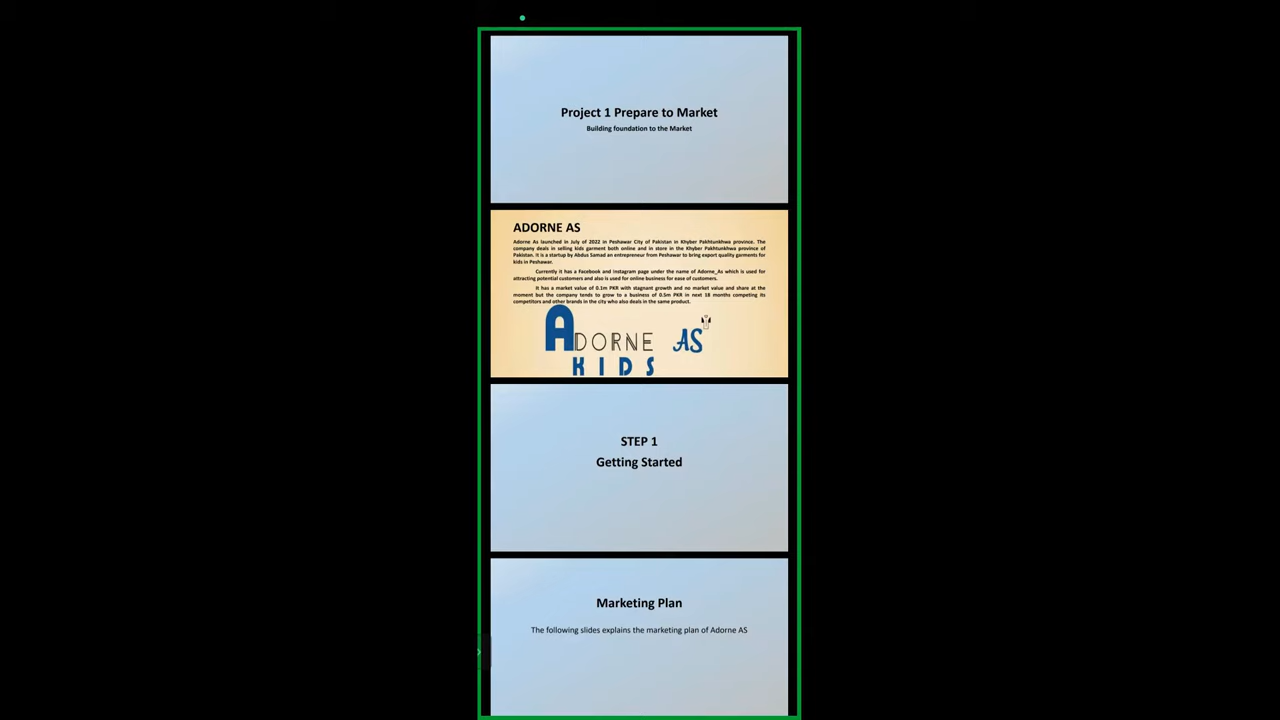 Project 1 Prepare to Market
Building foundation to the Market
ADORNE AS
Adorne As launched in July of 2022 in Peshawar City of Pakistan in Khyber Pakhtunkhwa province. The
company deals in selling kids garment both online and in store in the Khyber Pakhtunkhwa province of
Pakistan. It is a startup by Abdus Samad an entrepreneur from Peshawar to bring export quality garments for
kids in Peshawar.
Currently it has a Facebook and Instagram page under the name of Adorne_As which is used for
attracting potential customers and also is used for online business for ease of customers.
It has a market value of 0.1m PKR with stagnant growth and no market value and share at the
moment but the company tends to grow to a business of 0.5m PKR in next 18 months competing its
competitors and other brands in the city who also deals in the same product.
ADORNE AS
KIDS
STEP 1
Getting Started
Marketing Plan
The following slides explains the marketing plan of Adorne AS